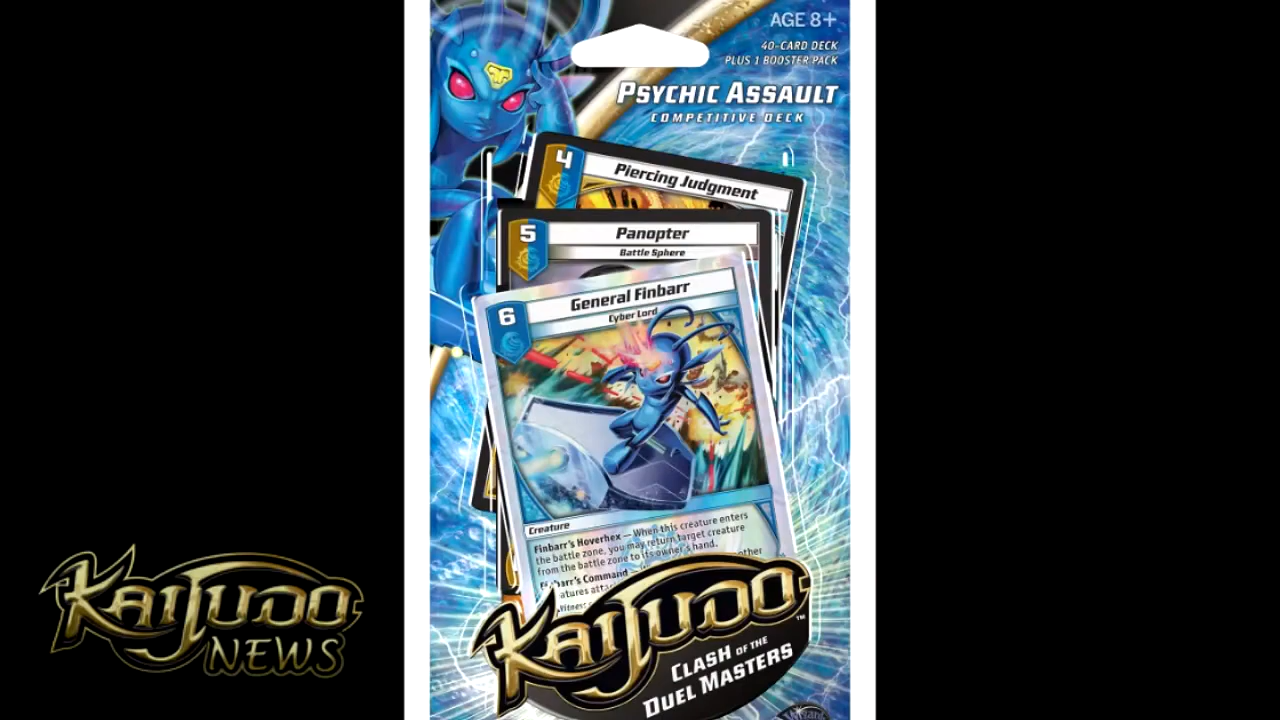 AGE 8+
40-CARD DECK
PLUS 1 BOOSTER PACK
PSYCHIC ASSAULT
COMPETITIVE DECK
4
Piercing Judgment
5
Panopter
Battle Sphere
6
General Finbarr
Cyber Lord
Creature
Finbarr's Hoverhex — When this creature enters
the battle zone, you may return target creature
from the battle zone to its owner's hand.
Command —
other
KAIJUDO™
CLASH OF THE
DUEL MASTERS
KAIJUDO
NEWS